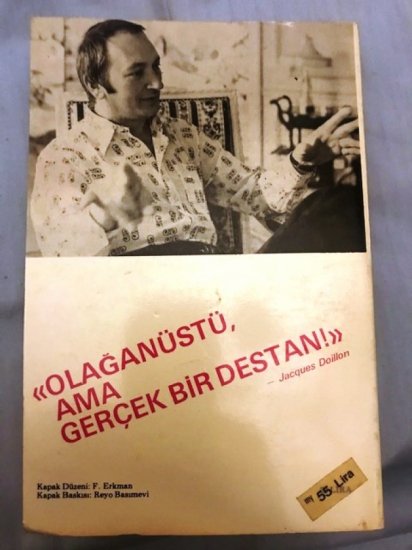 «OLAĞANÜSTÜ,
AMA
GERÇEK BİR DESTAN!»
— Jacques Doillon
Kapak Düzeni: F. Erkman
Kapak Baskısı: Reyo Basımevi
55. Lira